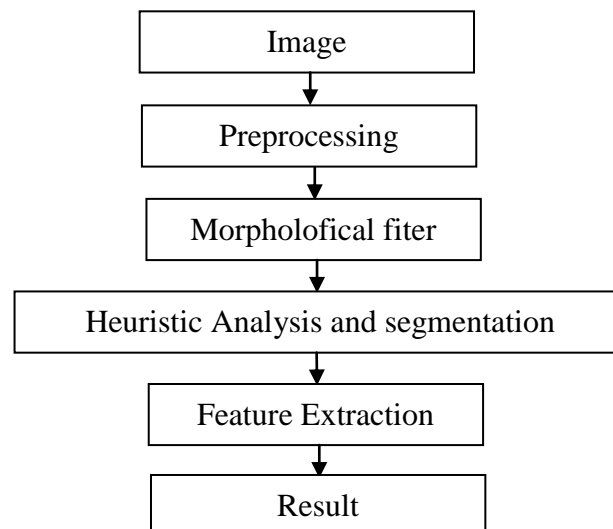 Image
Preprocessing
Morpholofical fiter
Heuristic Analysis and segmentation
Feature Extraction
Result